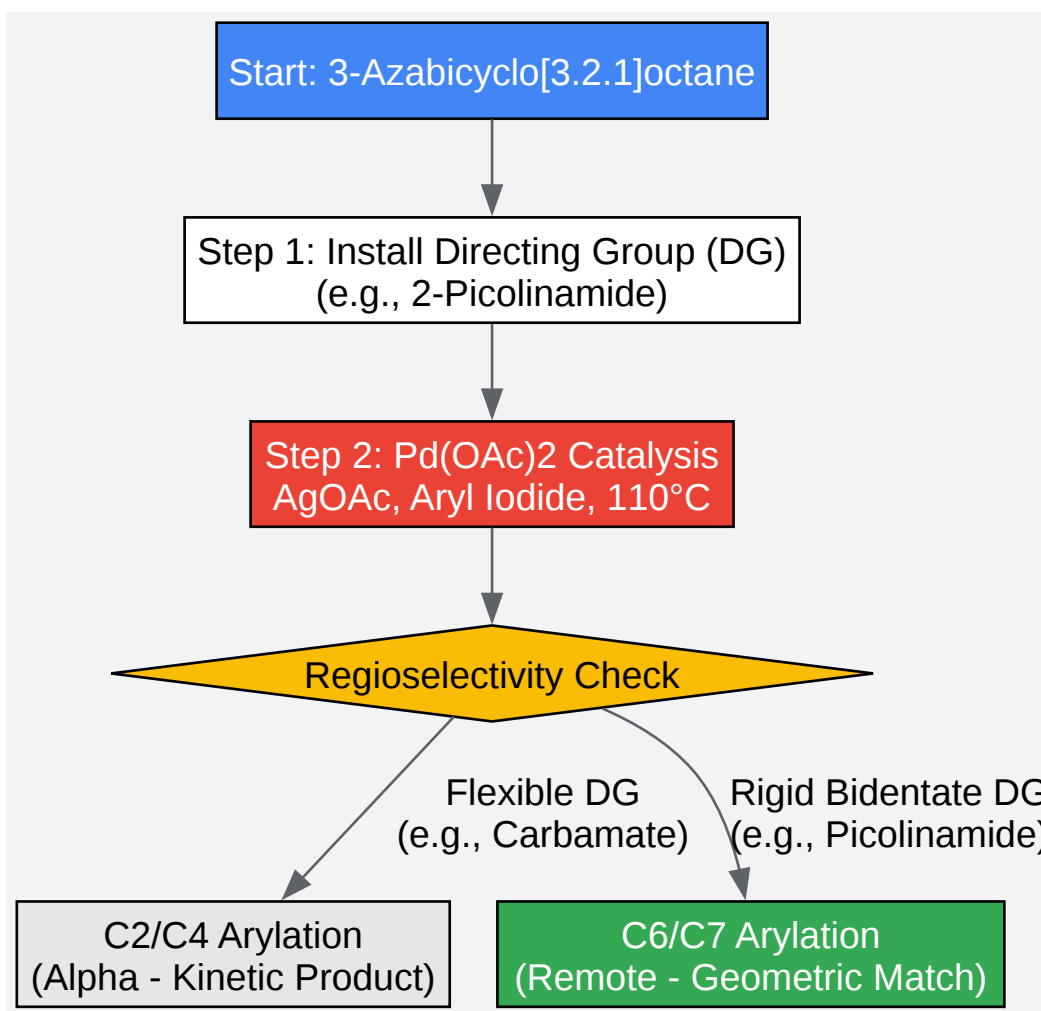 Start: 3-Azabicyclo[3.2.1]octane
Step 1: Install Directing Group (DG)
(e.g., 2-Picolinamide)
Step 2: Pd(OAc)2 Catalysis
AgOAc, Aryl Iodide, 110°C
Regioselectivity Check
Flexible DG
(e.g., Carbamate)
Rigid Bidentate DG
(e.g., Picolinamide)
C2/C4 Arylation
(Alpha - Kinetic Product)
C6/C7 Arylation
(Remote - Geometric Match)